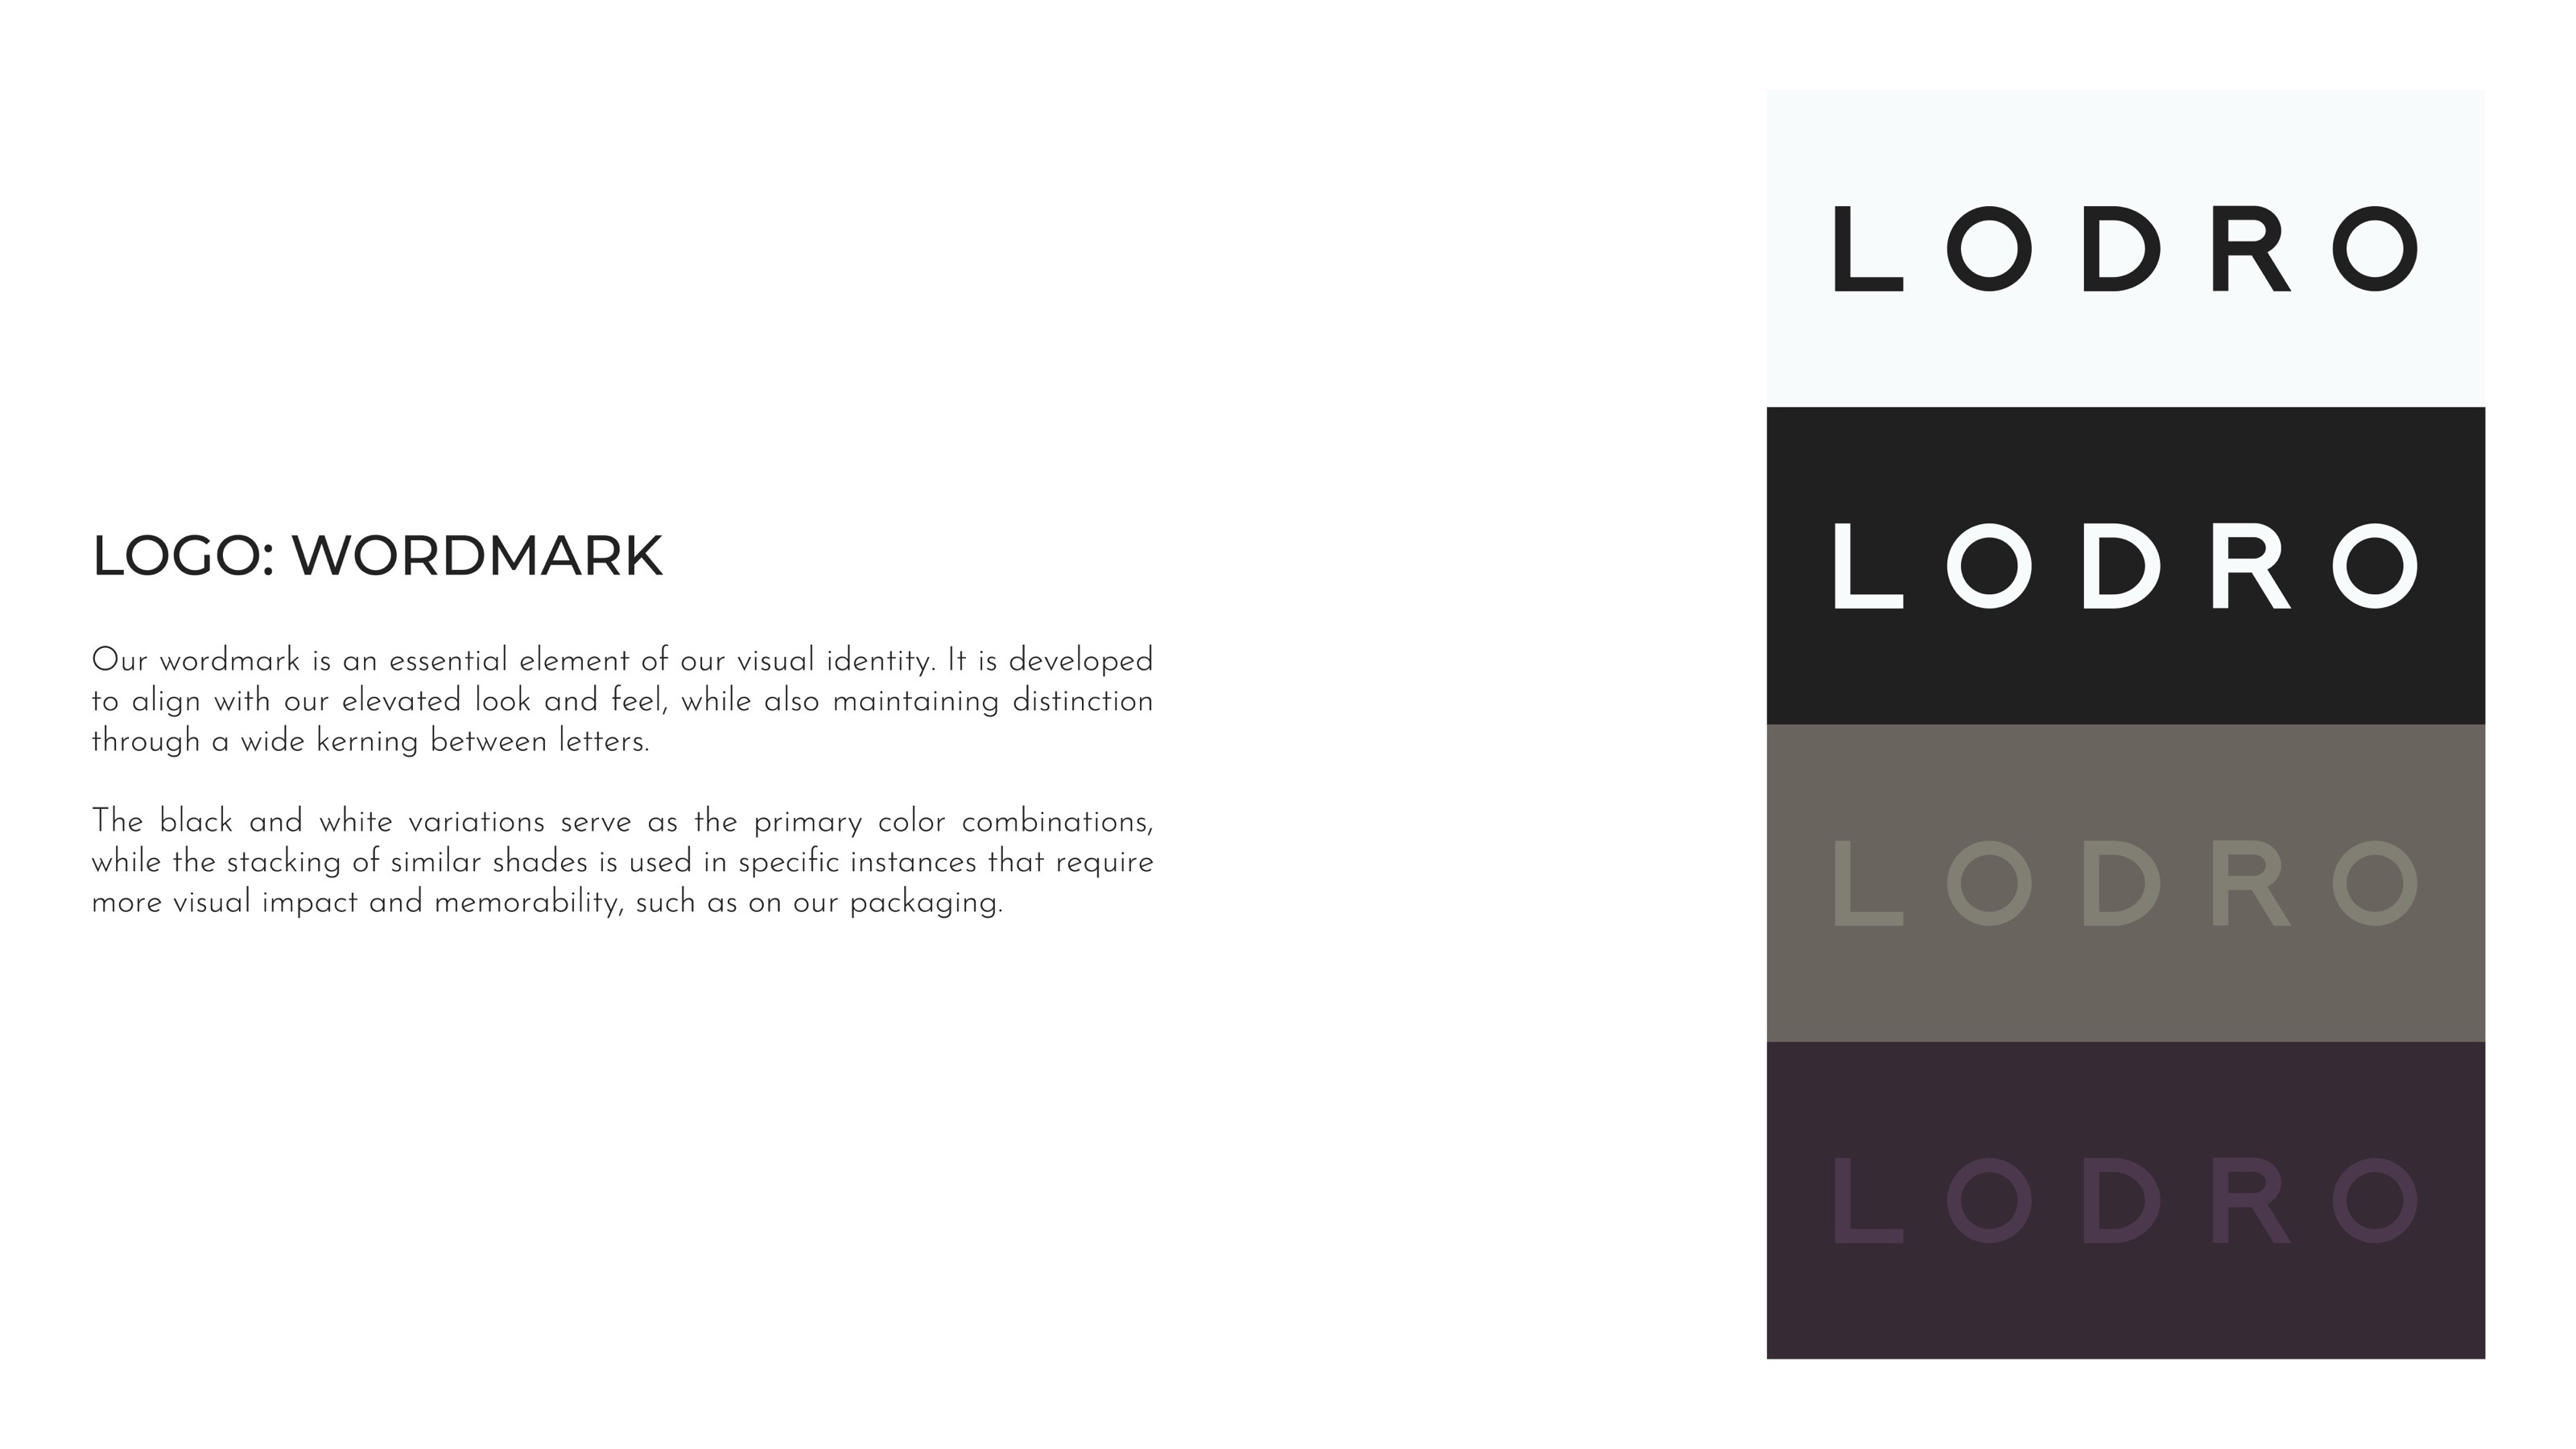 LOGO: WORDMARK
Our wordmark is an essential element of our visual identity. It is developed
to align with our elevated look and feel, while also maintaining distinction
through a wide kerning between letters.
The black and white variations serve as the primary color combinations,
while the stacking of similar shades is used in specific instances that require
more visual impact and memorability, such as on our packaging.
LODRO
LODRO
LODRO
LODRO